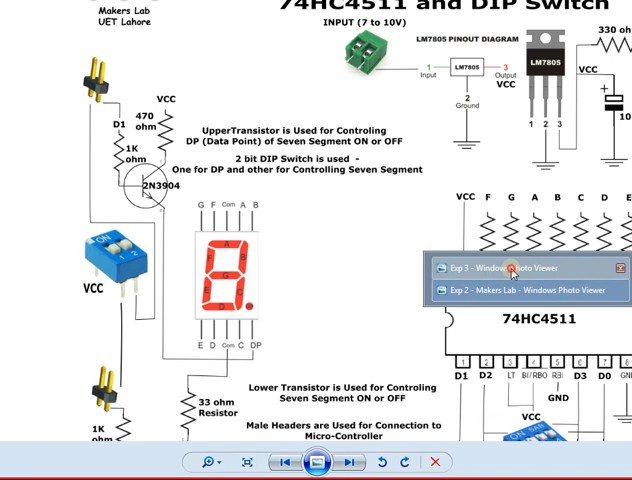 74HC4511 and DIP Switch
Makers Lab
UET Lahore
INPUT (7 to 10V)
LM7805 PINOUT DIAGRAM
1
Input
LM7805
3
Output
VCC
2
Ground
LM7805
1 2 3
VCC
330 oh
10
VCC
470
ohm
D1
1K
ohm
2N3904
UpperTransistor is Used for Controling
DP (Data Point) of Seven Segment ON or OFF
2 bit DIP Switch is used -
One for DP and other for Controlling Seven Segment
G F Com A B
A
F B
G
E C
D
E D Com C DP
1 2
VCC
VCC F G A B C D E
Exp 3 - Windows Photo Viewer
Exp 2 - Makers Lab - Windows Photo Viewer
74HC4511
1 2 3 4 5 6 7 8
D1 D2 LT BI/RBO RBI D3 D0 GN
GND
VCC
33 ohm
Resistor
Lower Transistor is Used for Controling
Seven Segment ON or OFF
Male Headers are Used for Connection to
Micro-Controller
1K
ohm